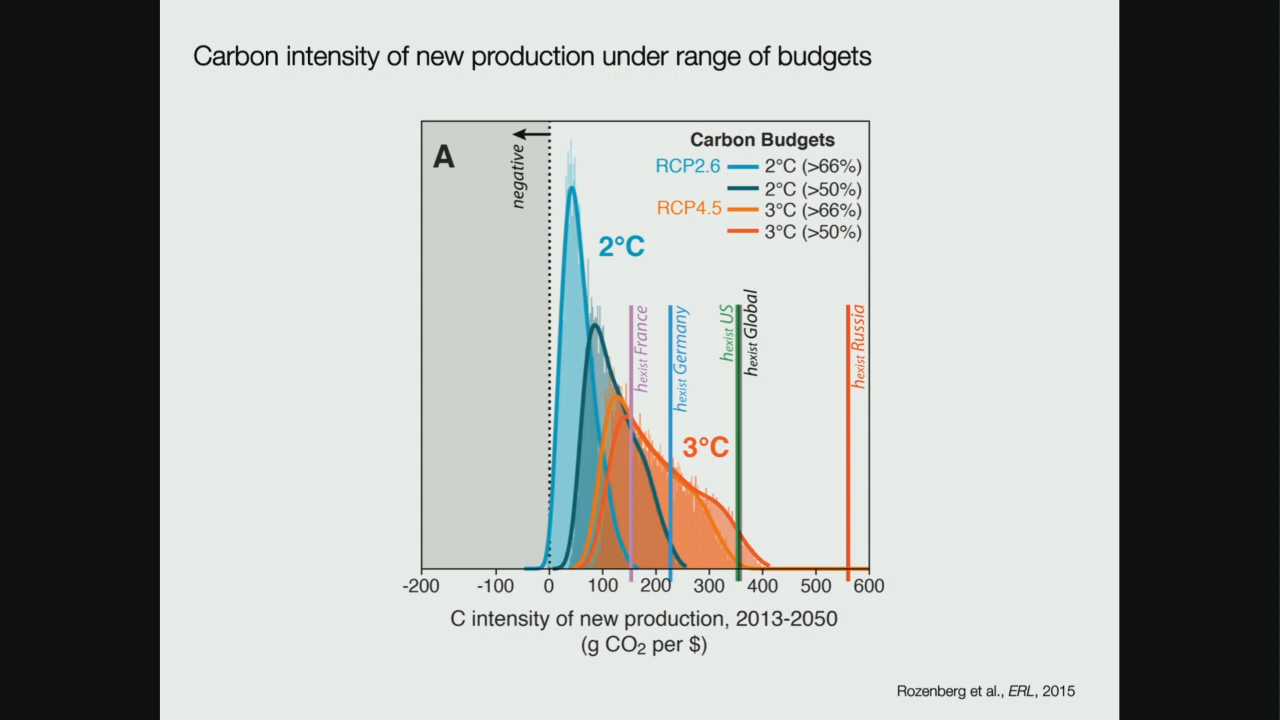 Carbon intensity of new production under range of budgets
A
negative
Carbon Budgets
RCP2.6 2°C (>66%)
2°C (>50%)
RCP4.5 3°C (>66%)
3°C (>50%)
2°C
3°C
hexist France
hexist Germany
hexist US
hexist Global
hexist Russia
-200 -100 0 100 200 300 400 500 600
C intensity of new production, 2013-2050
(g CO₂ per $)
Rozenberg et al., ERL, 2015